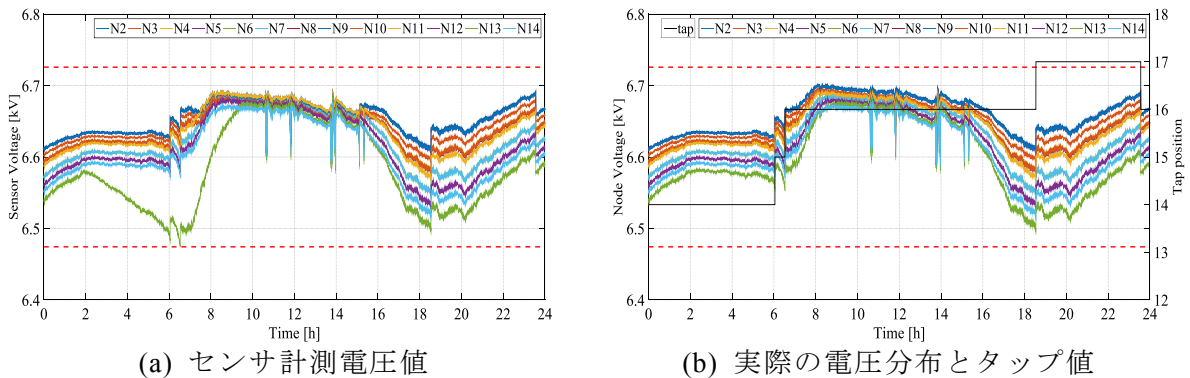 N2 N3 N4 N5 N6 N7 N8 N9 N10 N11 N12 N13 N14
6.8
6.7
6.6
6.5
6.4
Sensor Voltage [kV]
0 2 4 6 8 10 12 14 16 18 20 22 24
Time [h]
(a) センサ計測電圧値
tap N2 N3 N4 N5 N6 N7 N8 N9 N10 N11 N12 N13 N14
6.8
6.7
6.6
6.5
6.4
Node Voltage [kV]
18
17
16
15
14
13
12
Tap position
0 2 4 6 8 10 12 14 16 18 20 22 24
Time [h]
(b) 実際の電圧分布とタップ値